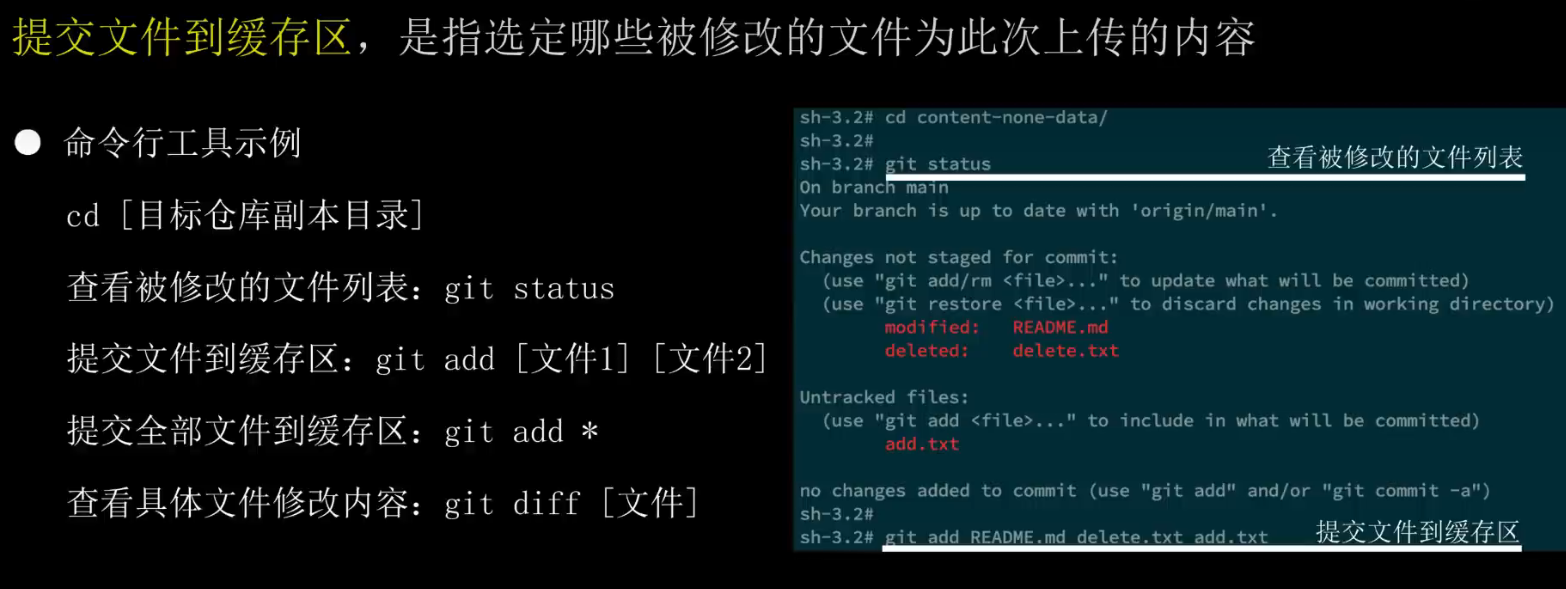 提交文件到缓存区，是指选定哪些被修改的文件为此次上传的内容
● 命令行工具示例
cd [目标仓库副本目录]
查看被修改的文件列表：git status
提交文件到缓存区：git add [文件1] [文件2]
提交全部文件到缓存区：git add *
查看具体文件修改内容：git diff [文件]
sh-3.2# cd content-none-data/
sh-3.2#
sh-3.2# git status
查看被修改的文件列表
On branch main
Your branch is up to date with 'origin/main'.
Changes not staged for commit:
(use "git add/rm <file>..." to update what will be committed)
(use "git restore <file>..." to discard changes in working directory)
modified: README.md
deleted: delete.txt
Untracked files:
(use "git add <file>..." to include in what will be committed)
add.txt
no changes added to commit (use "git add" and/or "git commit -a")
sh-3.2#
sh-3.2# git add README.md delete.txt add.txt
提交文件到缓存区